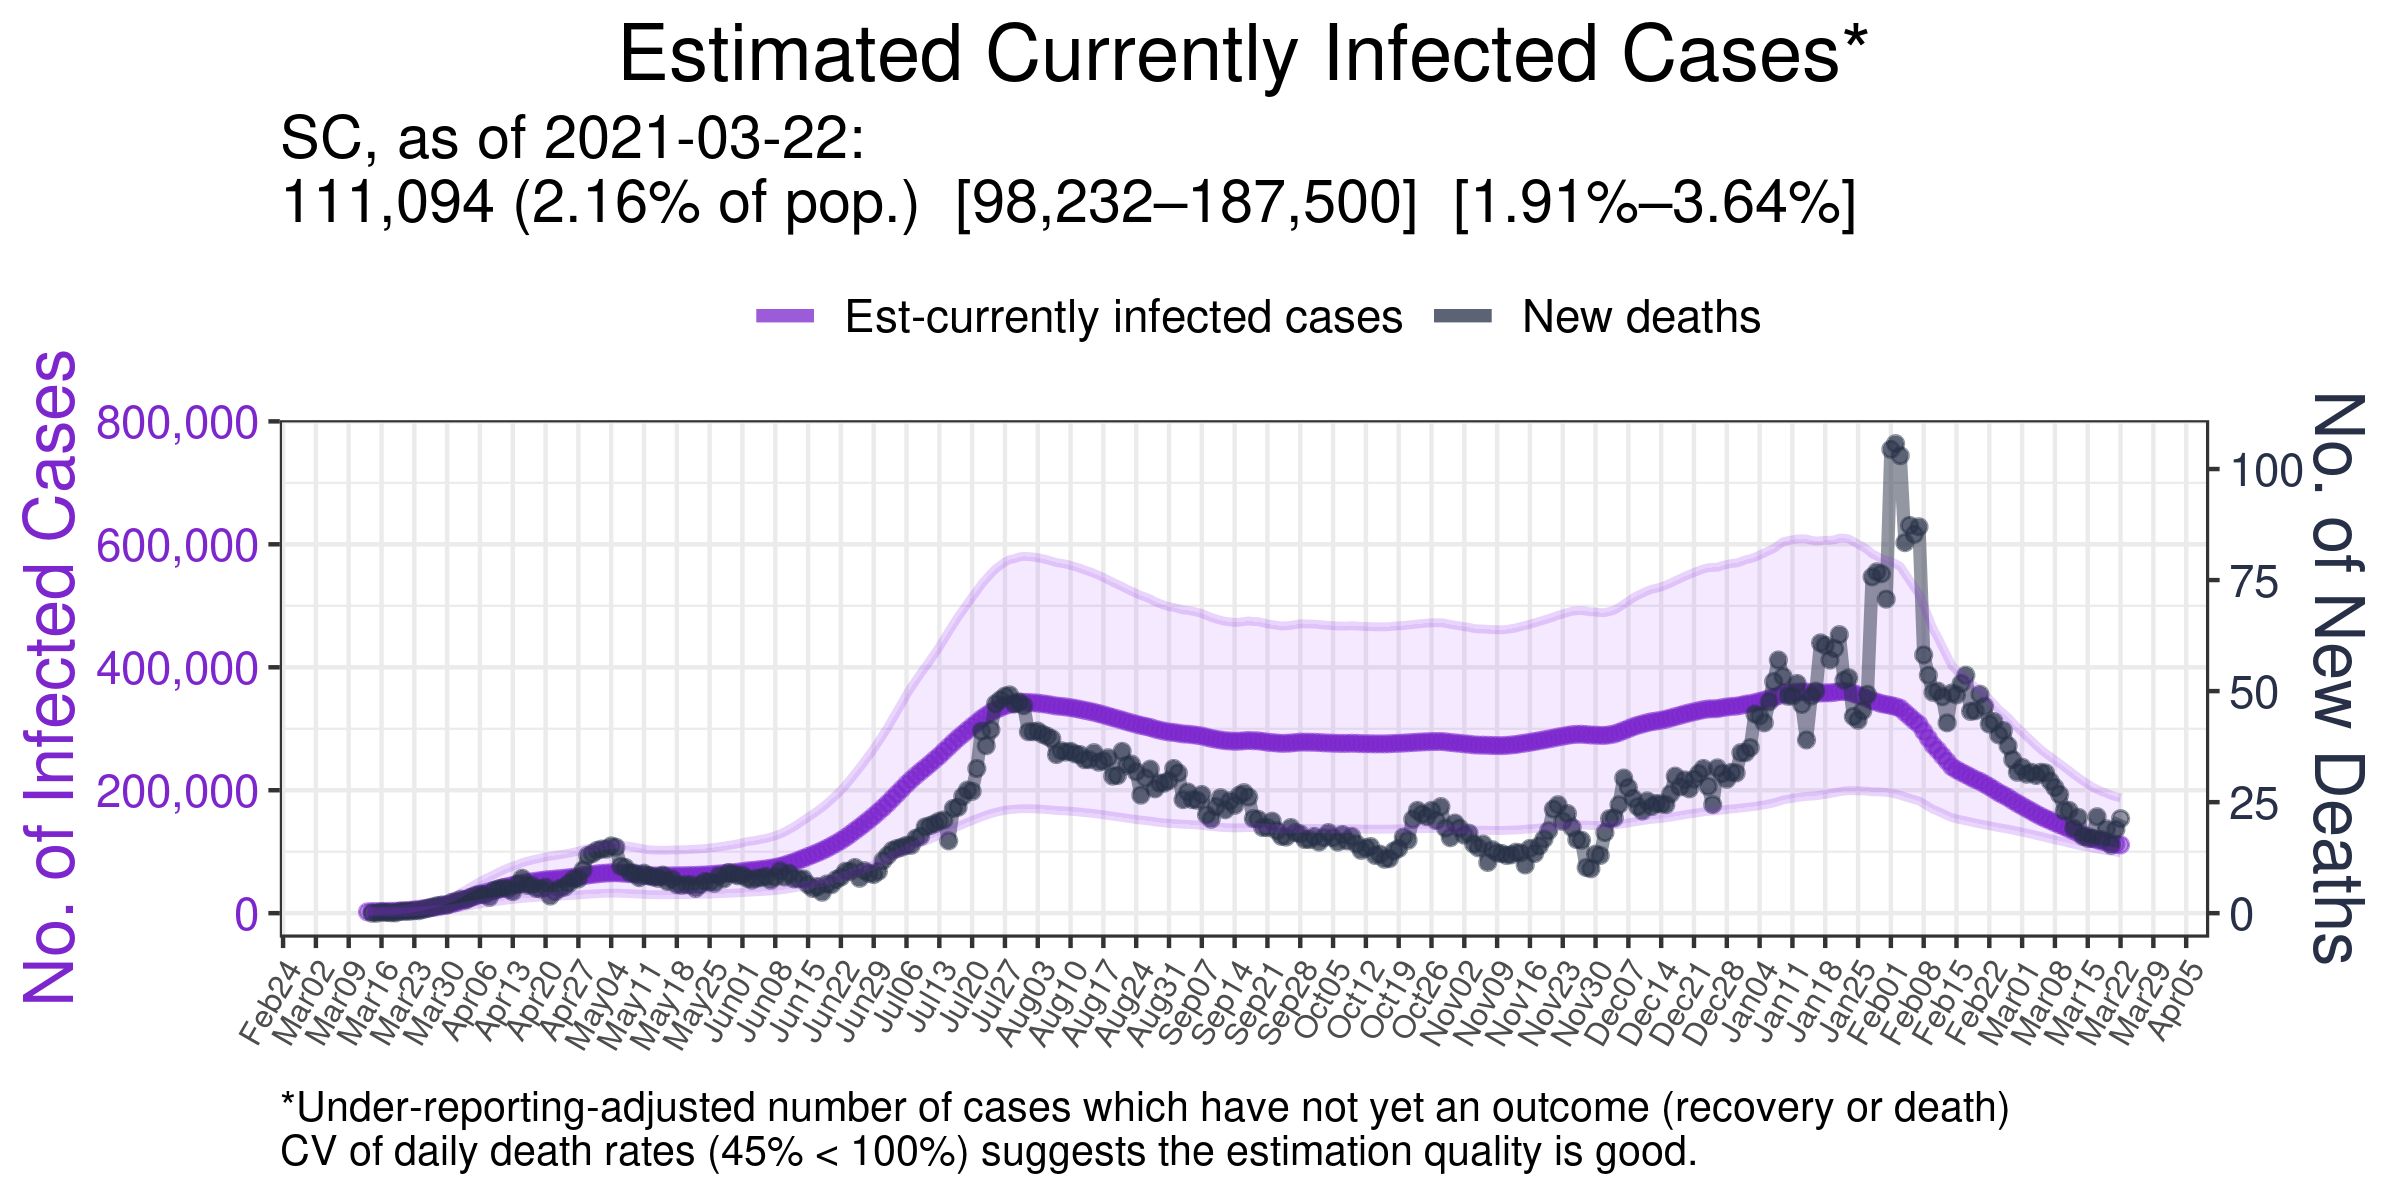 Estimated Currently Infected Cases*
SC, as of 2021-03-22:
111,094 (2.16% of pop.) [98,232–187,500] [1.91%–3.64%]
Est-currently infected cases
New deaths
No. of Infected Cases
800,000
600,000
400,000
200,000
0
No. of New Deaths
100
75
50
25
0
Feb24
Mar02
Mar09
Mar16
Mar23
Mar30
Apr06
Apr13
Apr20
Apr27
May04
May11
May18
May25
Jun01
Jun08
Jun15
Jun22
Jun29
Jul06
Jul13
Jul20
Jul27
Aug03
Aug10
Aug17
Aug24
Aug31
Sep07
Sep14
Sep21
Sep28
Oct05
Oct12
Oct19
Oct26
Nov02
Nov09
Nov16
Nov23
Nov30
Dec07
Dec14
Dec21
Dec28
Jan04
Jan11
Jan18
Jan25
Feb01
Feb08
Feb15
Feb22
Mar01
Mar08
Mar15
Mar22
Mar29
Apr05
*Under-reporting-adjusted number of cases which have not yet an outcome (recovery or death)
CV of daily death rates (45% < 100%) suggests the estimation quality is good.